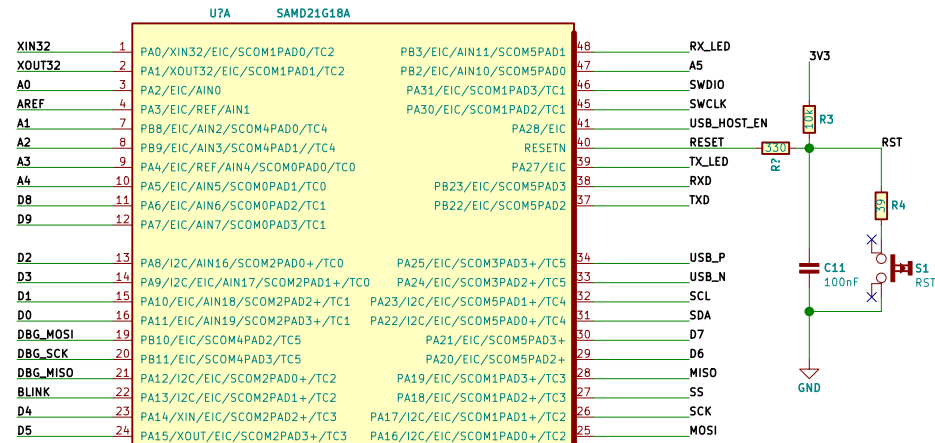 U?A SAMD21G18A
XIN32 1 PA0/XIN32/EIC/SCOM1PAD0/TC2 PB3/EIC/AIN11/SCOM5PAD1 48 RX_LED
XOUT32 2 PA1/XOUT32/EIC/SCOM1PAD1/TC2 PB2/EIC/AIN10/SCOM5PAD0 47 A5
A0 3 PA2/EIC/AIN0 PA31/EIC/SCOM1PAD3/TC1 46 SWDIO
AREF 4 PA3/EIC/REF/AIN1 PA30/EIC/SCOM1PAD2/TC1 45 SWCLK
A1 7 PB8/EIC/AIN2/SCOM4PAD0/TC4 PA28/EIC 41 USB_HOST_EN
A2 8 PB9/EIC/AIN3/SCOM4PAD1//TC4 RESETN 40 RESET
A3 9 PA4/EIC/REF/AIN4/SCOM0PAD0/TC0 PA27/EIC 39 TX_LED
A4 10 PA5/EIC/AIN5/SCOM0PAD1/TC0 PB23/EIC/SCOM5PAD3 38 RXD
D8 11 PA6/EIC/AIN6/SCOM0PAD2/TC1 PB22/EIC/SCOM5PAD2 37 TXD
D9 12 PA7/EIC/AIN7/SCOM0PAD3/TC1
D2 13 PA8/I2C/AIN16/SCOM2PAD+/TC0 PA25/EIC/SCOM3PAD3+/TC5 34 USB_P
D3 14 PA9/I2C/EIC/AIN17/SCOM2PAD1+/TC0 PA24/EIC/SCOM3PAD2+/TC5 33 USB_N
D1 15 PA10/EIC/AIN18/SCOM2PAD2+/TC1 PA23/I2C/EIC/SCOM5PAD1+/TC4 32 SCL
D0 16 PA11/EIC/AIN19/SCOM2PAD3+/TC1 PA22/I2C/EIC/SCOM5PAD0+/TC4 31 SDA
DBG_MOSI 19 PB10/EIC/SCOM4PAD2/TC5 PA21/EIC/SCOM5PAD3+ 30 D7
DBG_SCK 20 PB11/EIC/SCOM4PAD3/TC5 PA20/EIC/SCOM5PAD2+ 29 D6
DBG_MISO 21 PA12/I2C/EIC/SCOM2PAD0+/TC2 PA19/EIC/SCOM1PAD3+/TC3 28 MISO
BLINK 22 PA13/I2C/EIC/SCOM2PAD1+/TC2 PA18/EIC/SCOM1PAD2+/TC3 27 SS
D4 23 PA14/XIN/EIC/SCOM2PAD2+/TC3 PA17/I2C/EIC/SCOM1PAD1+/TC2 26 SCK
D5 24 PA15/XOUT/EIC/SCOM2PAD3+/TC3 PA16/I2C/EIC/SCOM1PAD0+/TC2 25 MOSI
3V3
10k R3
330
R?
RST
39 R4
C11
100nF
S1
RST
GND